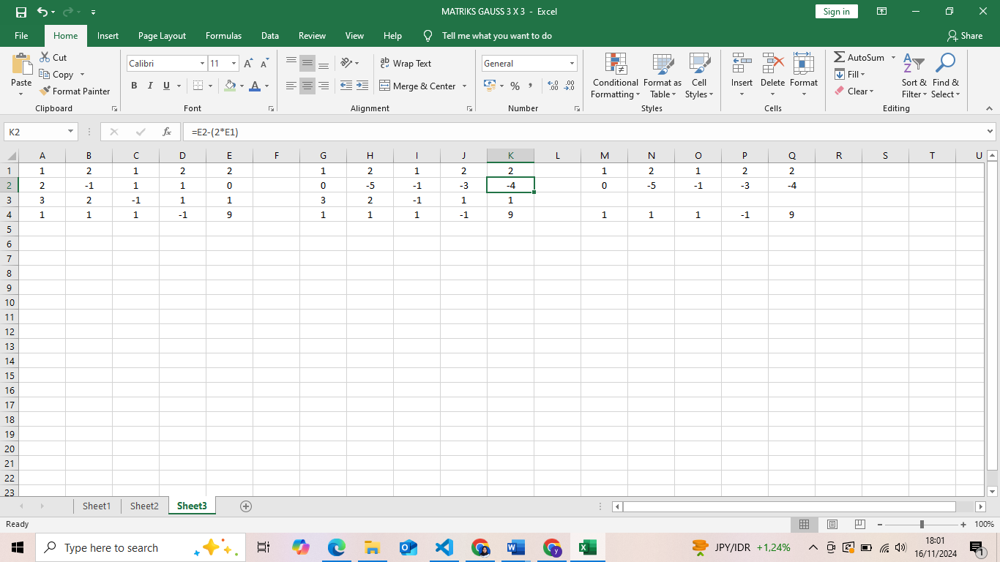 MATRIKS GAUSS 3 X 3 - Excel
Sign in
File Home Insert Page Layout Formulas Data Review View Help Tell me what you want to do Share
Paste
Cut
Copy
Format Painter
Clipboard
Calibri 11
B I U
Font
Wrap Text
Merge & Center
Alignment
General
Number
Conditional Formatting
Format as Table
Cell Styles
Styles
Insert Delete Format
Cells
AutoSum
Fill
Clear
Sort & Filter
Find & Select
Editing
K2 fx =E2-(2*E1)
A B C D E F G H I J K L M N O P Q R S T U
1 1 2 1 2 2 1 2 1 2 2 1 2 1 2 2
2 2 -1 1 1 0 0 -5 -1 -3 -4 0 -5 -1 -3 -4
3 3 2 -1 1 1 3 2 -1 1 1
4 1 1 1 -1 9 1 1 1 -1 9 1 1 1 -1 9
5
6
7
8
9
10
11
12
13
14
15
16
17
18
19
20
21
22
23
Sheet1 Sheet2 Sheet3
Ready 100%
Type here to search
JPY/IDR +1,24%
18:01
16/11/2024
1